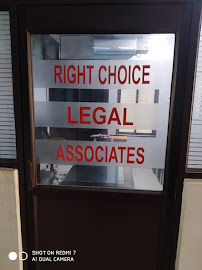 RIGHT CHOICE
LEGAL
ASSOCIATES
SHOT ON REDMI 7
AI DUAL CAMERA